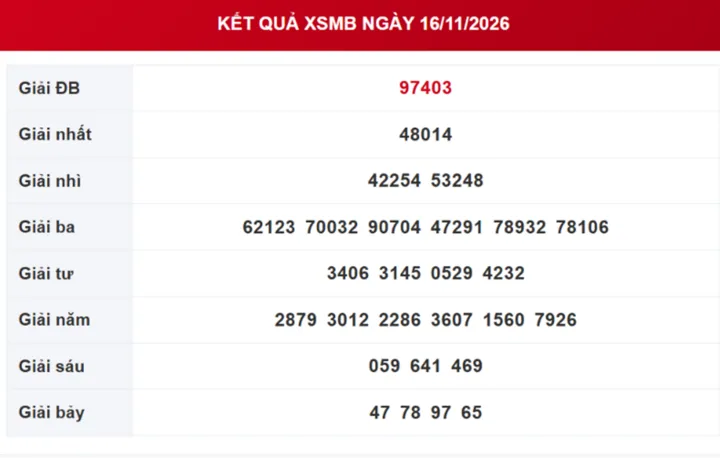 KẾT QUẢ XSMB NGÀY 16/11/2026
Giải ĐB 97403
Giải nhất 48014
Giải nhì 42254 53248
Giải ba 62123 70032 90704 47291 78932 78106
Giải tư 3406 3145 0529 4232
Giải năm 2879 3012 2286 3607 1560 7926
Giải sáu 059 641 469
Giải bảy 47 78 97 65